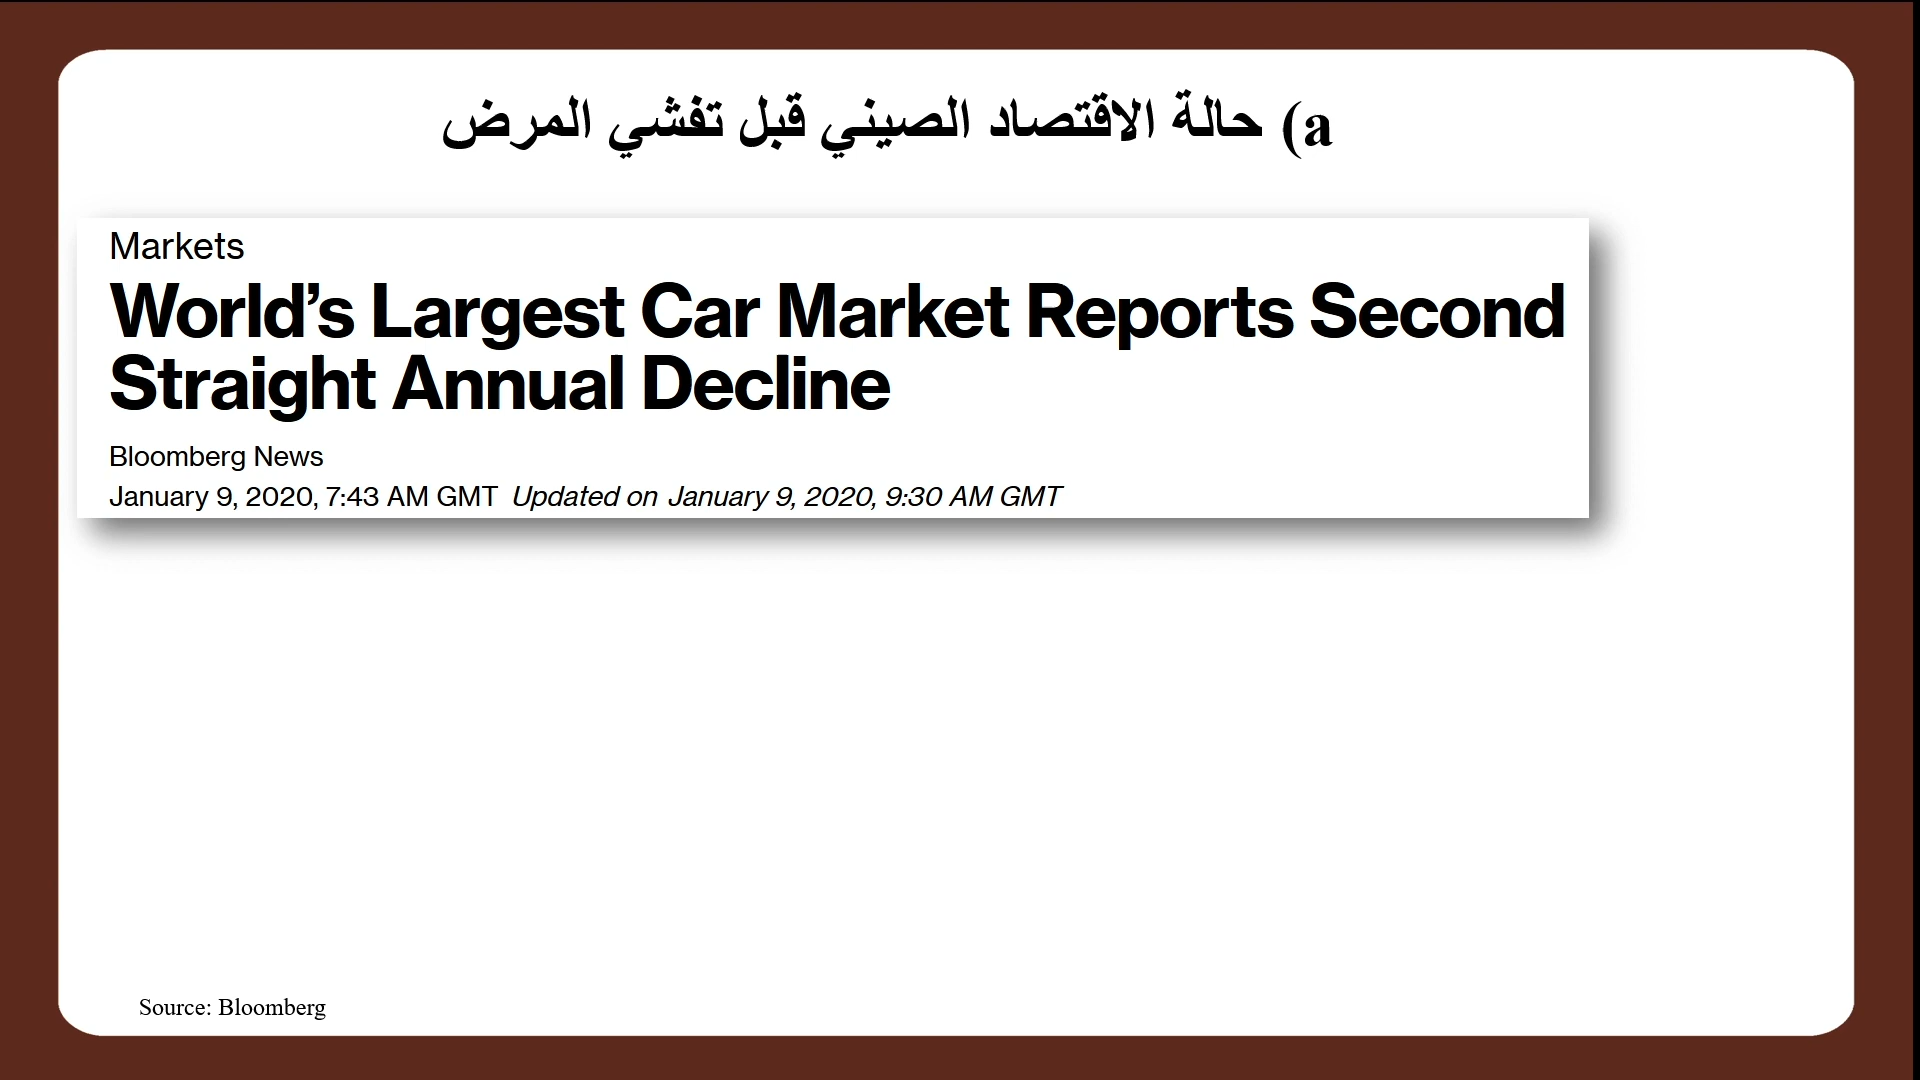 a) حالة الاقتصاد الصيني قبل تفشي المرض
Markets
World’s Largest Car Market Reports Second
Straight Annual Decline
Bloomberg News
January 9, 2020, 7:43 AM GMT Updated on January 9, 2020, 9:30 AM GMT
Source: Bloomberg